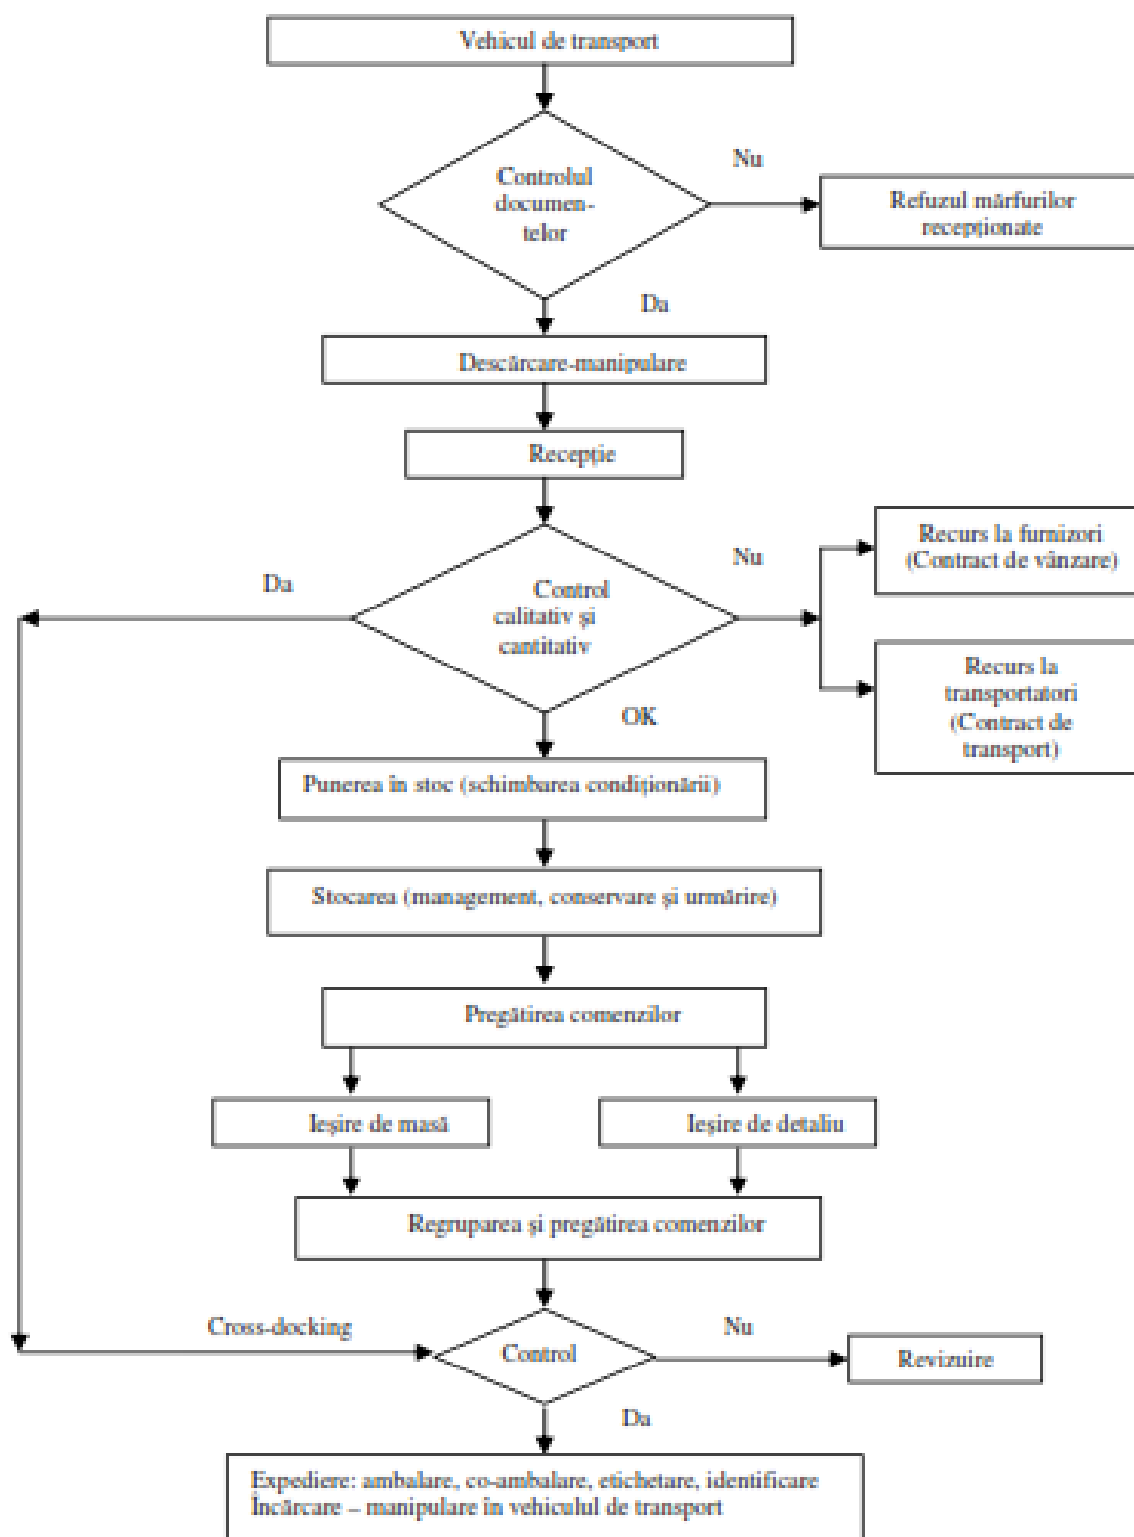 Vehicul de transport
Controlul
documen-
telor
Nu
Refuzul mărfurilor
recepționate
Da
Descărcare-manipulare
Recepție
Da
Control
calitativ și
cantitativ
Nu
Recurs la furnizori
(Contract de vânzare)
Recurs la
transportatori
(Contract de
transport)
OK
Punerea în stoc (schimbarea condiționării)
Stocarea (management, conservare și urmărire)
Pregătirea comenzilor
Ieșire de masă
Ieșire de detaliu
Regruparea și pregătirea comenzilor
Cross-docking
Control
Nu
Revizuire
Da
Expediere: ambalare, co-ambalare, etichetare, identificare
Încărcare – manipulare în vehiculul de transport